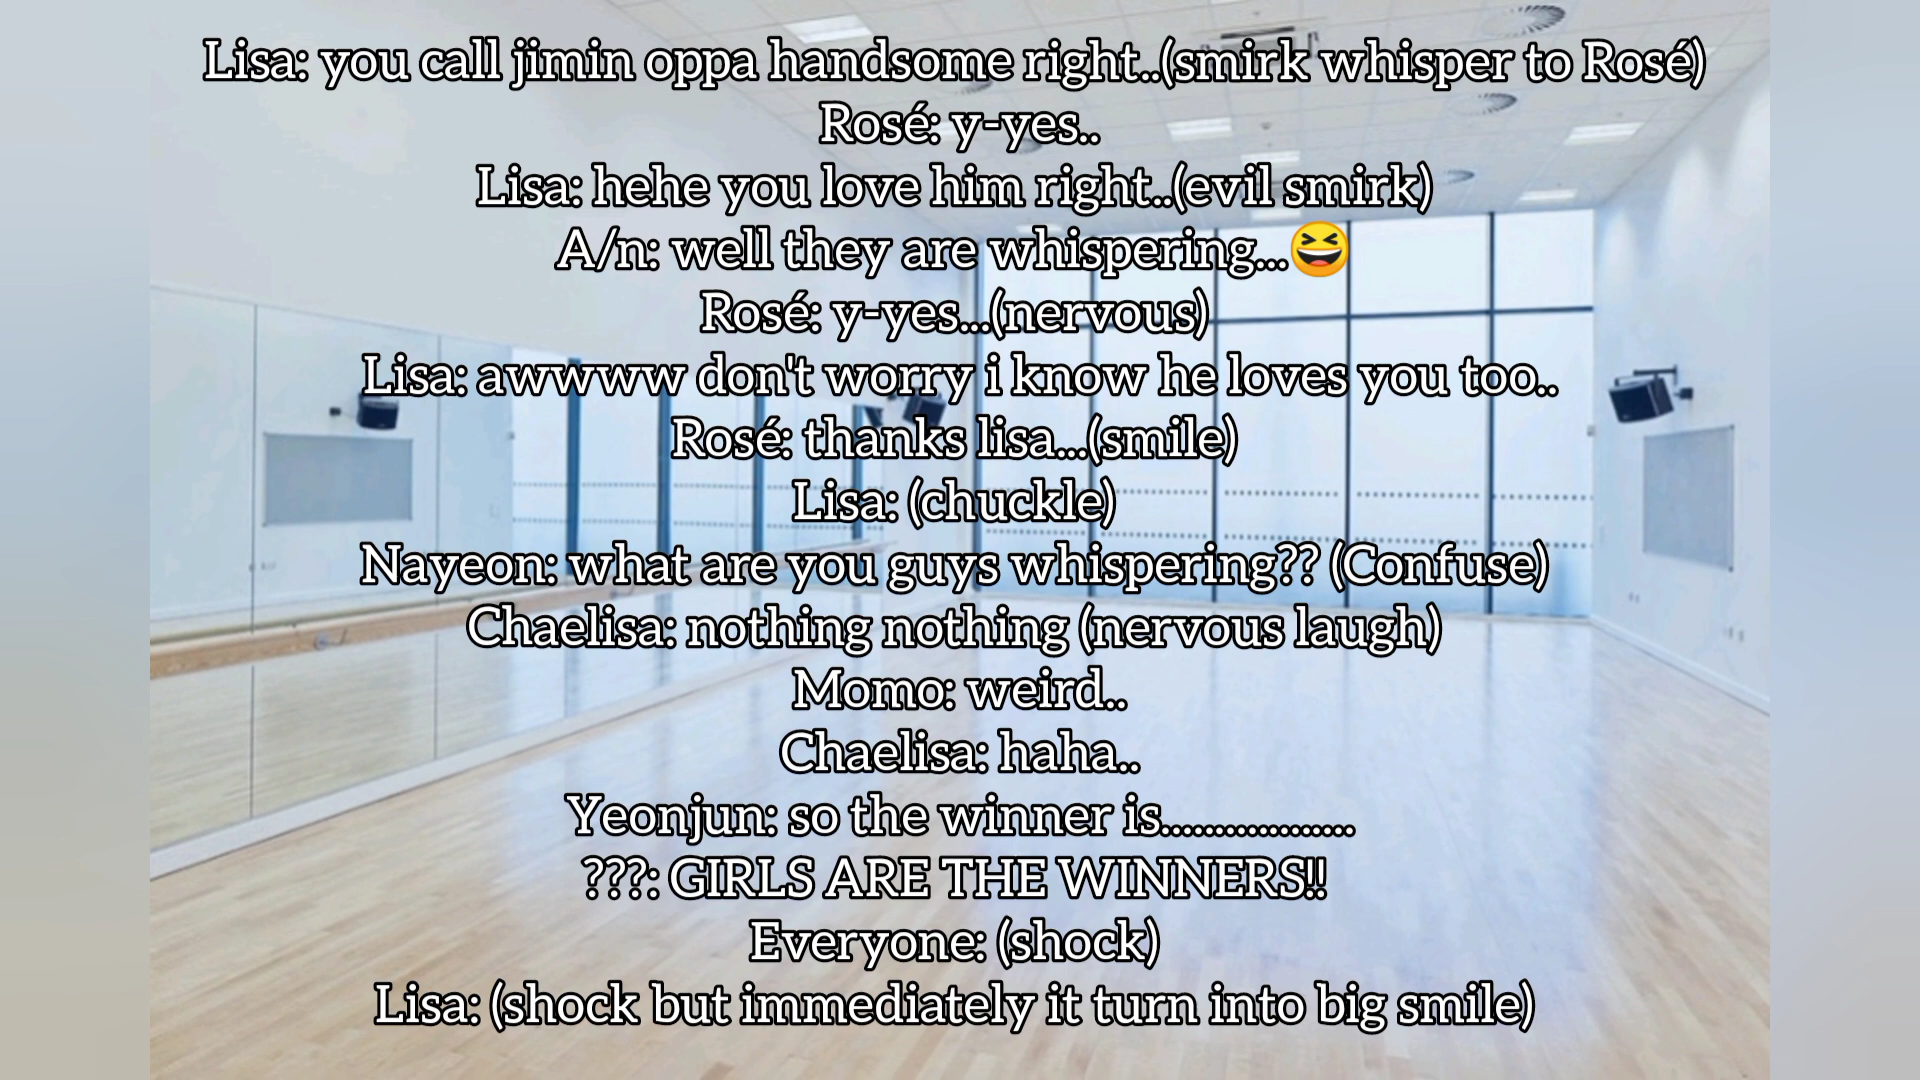 Lisa: you call jimin oppa handsome right..(smirk whisper to Rosé)
Rosé: y-yes..
Lisa: hehe you love him right..(evil smirk)
A/n: well they are whispering...😆
Rosé: y-yes...(nervous)
Lisa: awwww don't worry i know he loves you too..
Rosé: thanks lisa...(smile)
Lisa: (chuckle)
Nayeon: what are you guys whispering?? (Confuse)
Chaelisa: nothing nothing (nervous laugh)
Momo: weird..
Chaelisa: haha..
Yeonjun: so the winner is..................
???: GIRLS ARE THE WINNERS!!
Everyone: (shock)
Lisa: (shock but immediately it turn into big smile)